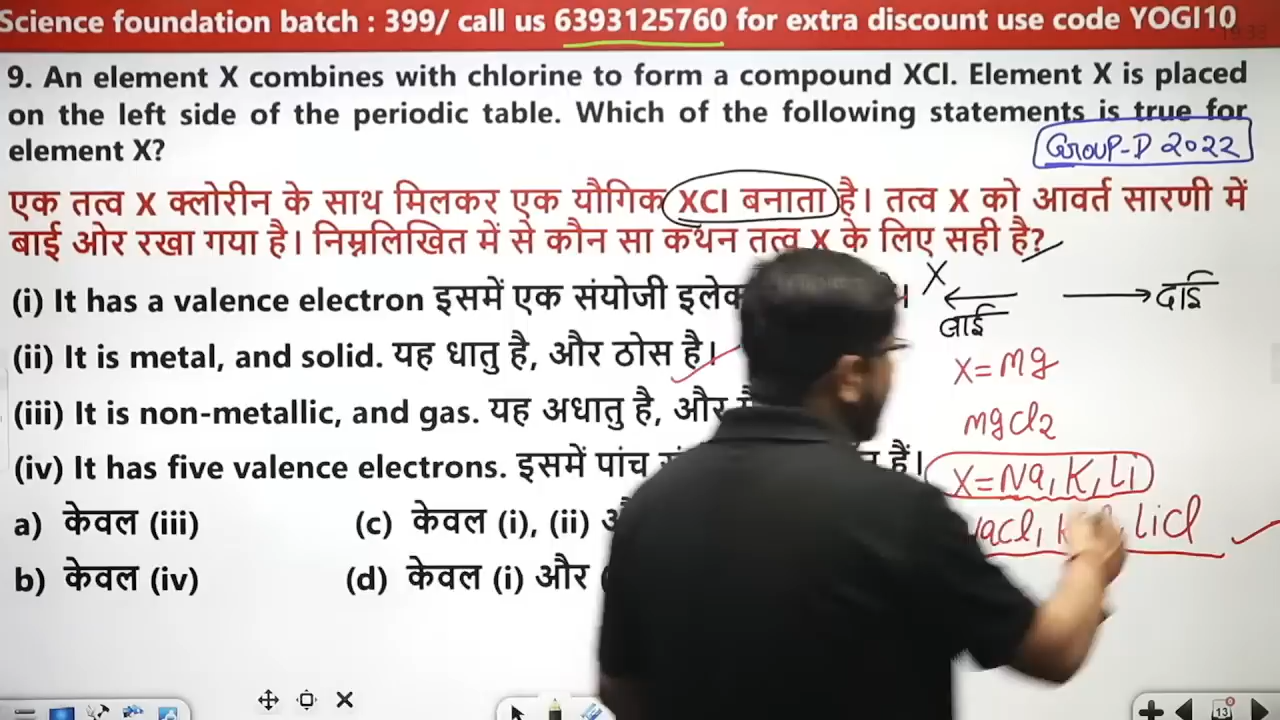 Science foundation batch : 399/ call us 6393125760 for extra discount use code YOGI10
9. An element X combines with chlorine to form a compound XCl. Element X is placed
on the left side of the periodic table. Which of the following statements is true for
element X?
Group-D 2022
एक तत्व X क्लोरीन के साथ मिलकर एक यौगिक XCl बनाता है। तत्व X को आवर्त सारणी में
बाईं ओर रखा गया है। निम्नलिखित में से कौन सा कथन तत्व X के लिए सही है?
(i) It has a valence electron इसमें एक संयोजी
X
बाई
दाई
(ii) It is metal, and solid. यह धातु है, और ठोस है।
X=Mg
(iii) It is non-metallic, and gas. यह अधातु है, और
MgCl2
(iv) It has five valence electrons. इसमें पांच हैं।
X=Na, K, Li
a) केवल (iii)
(c) केवल (i), (ii)
LiCl
b) केवल (iv)
(d) केवल (i) और
13